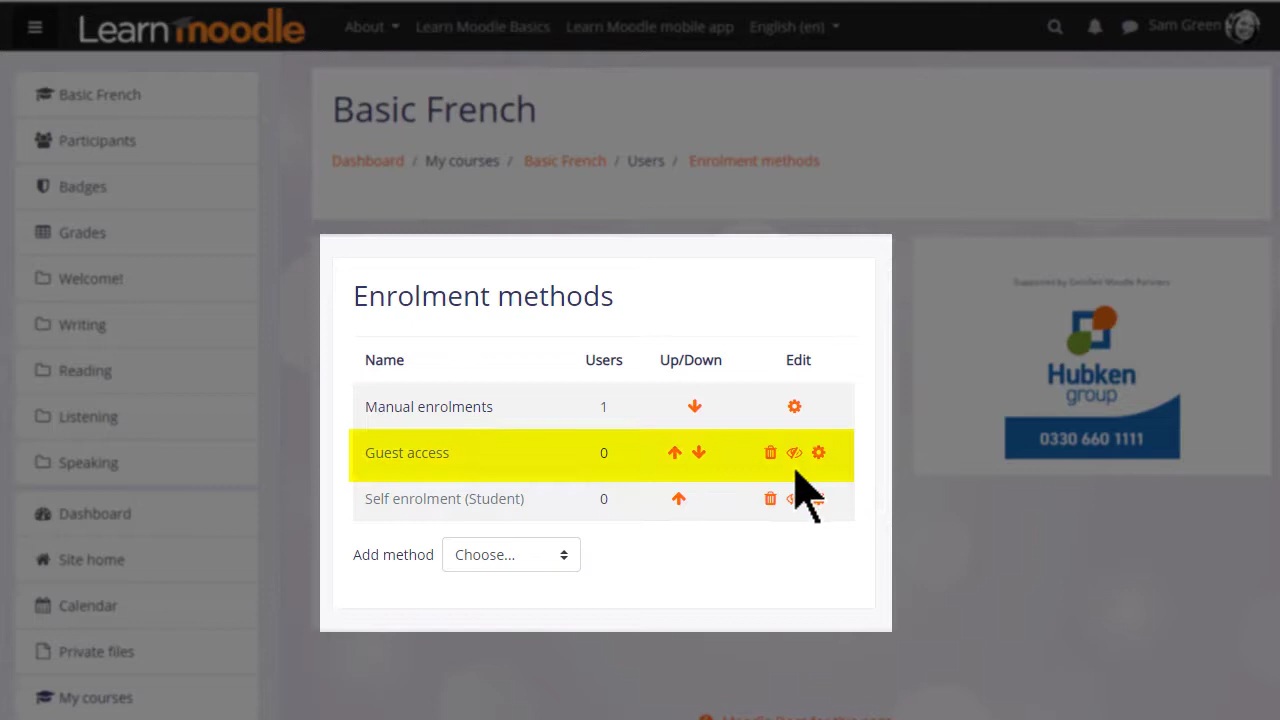 Learn moodle
About
Learn Moodle Basics
Learn Moodle mobile app
English (en)
Sam Green
Basic French
Participants
Badges
Grades
Welcome!
Writing
Reading
Listening
Speaking
Dashboard
Site home
Calendar
Private files
My courses
Basic French
Dashboard / My courses / Basic French / Users / Enrolment methods
Enrolment methods
Name Users Up/Down Edit
Manual enrolments 1
Guest access 0
Self enrolment (Student) 0
Add method Choose...
Hubken
group
0330 660 1111